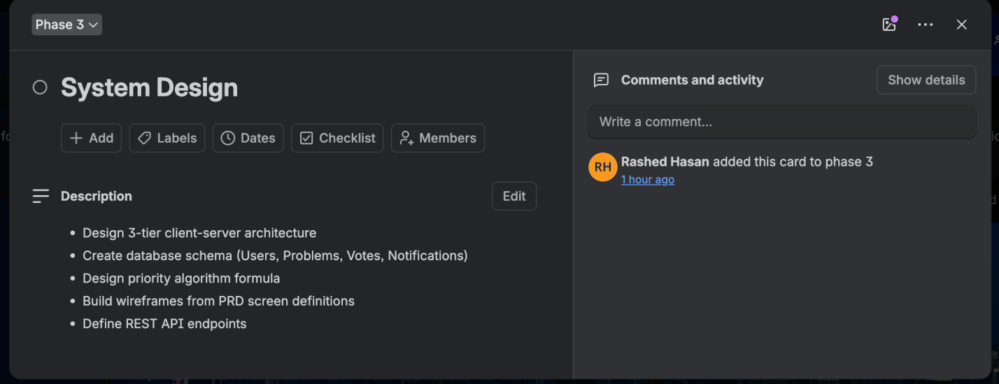 Phase 3
System Design
Add
Labels
Dates
Checklist
Members
Description
Edit
• Design 3-tier client-server architecture
• Create database schema (Users, Problems, Votes, Notifications)
• Design priority algorithm formula
• Build wireframes from PRD screen definitions
• Define REST API endpoints
Comments and activity
Show details
Write a comment...
RH
Rashed Hasan added this card to phase 3
1 hour ago